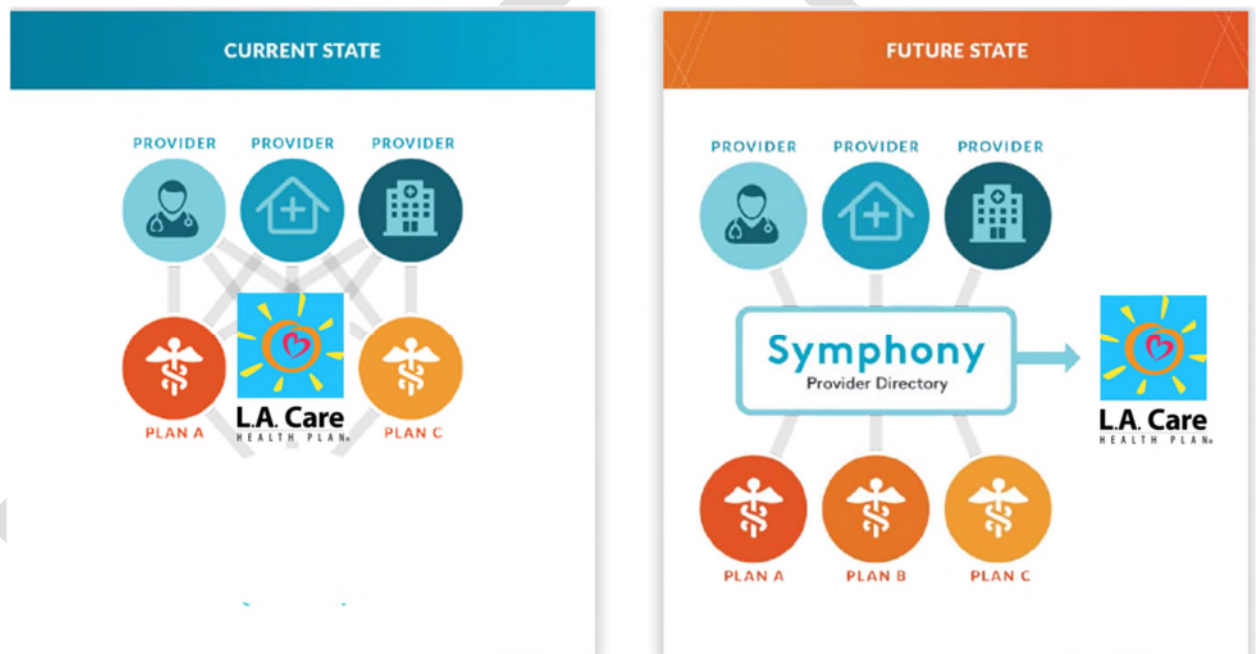 CURRENT STATE
PROVIDER PROVIDER PROVIDER
L.A. Care
HEALTH PLAN®
PLAN A
PLAN C
FUTURE STATE
PROVIDER PROVIDER PROVIDER
Symphony
Provider Directory
L.A. Care
HEALTH PLAN®
PLAN A PLAN B PLAN C